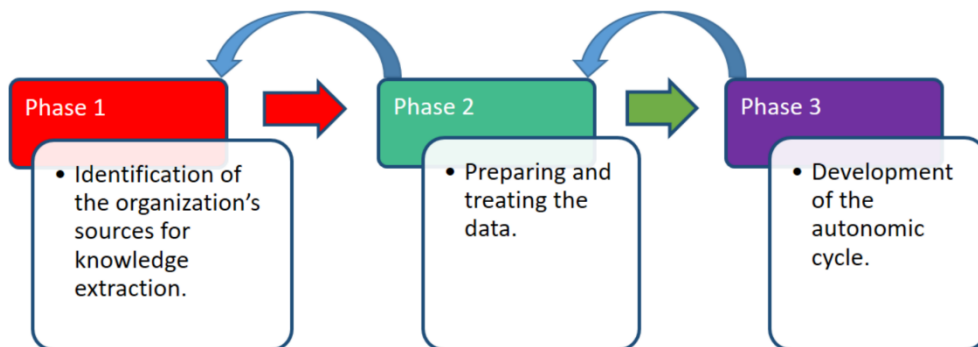 Phase 1
• Identification of
the organization’s
sources for
knowledge
extraction.
Phase 2
• Preparing and
treating the
data.
Phase 3
• Development
of the
autonomic
cycle.